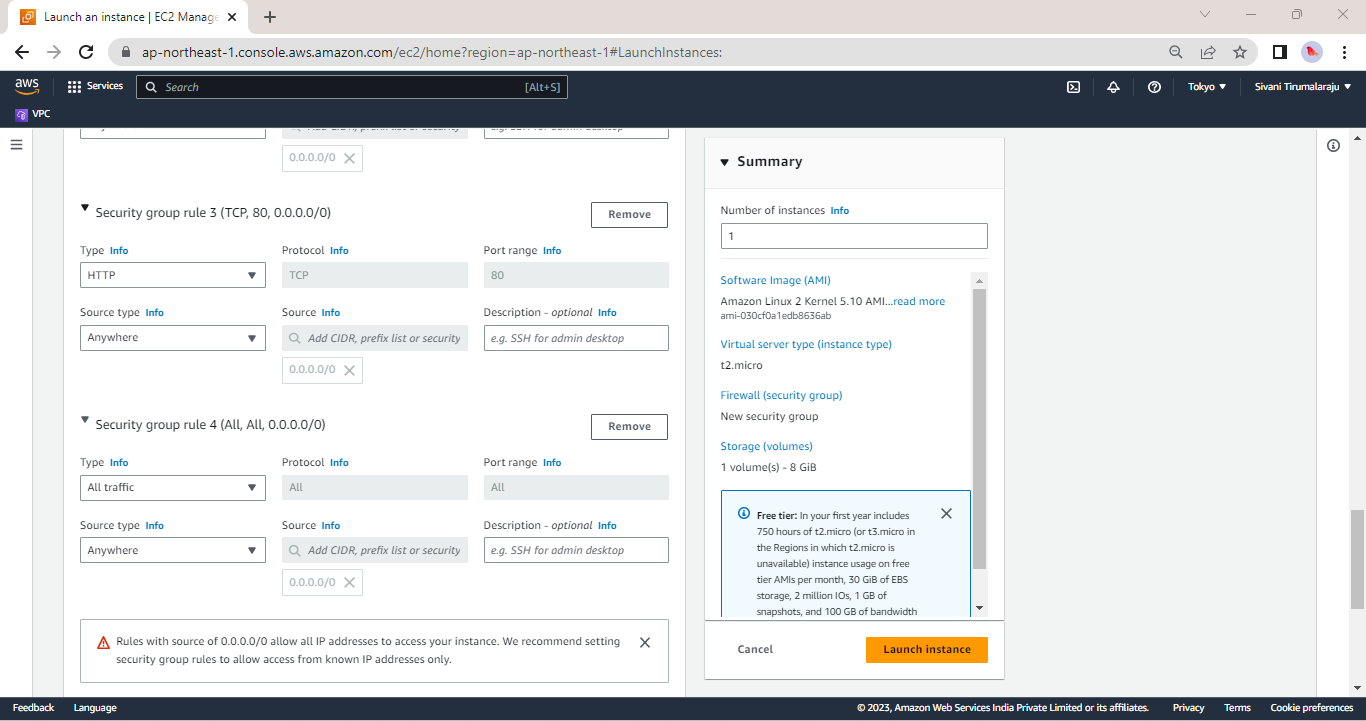 Launch an instance | EC2 Manage
ap-northeast-1.console.aws.amazon.com/ec2/home?region=ap-northeast-1#LaunchInstances:
aws
Services
Search
[Alt+S]
Tokyo
Sivani Tirumalaraju
VPC
Add CIDR, prefix list or security
e.g. SSH for admin desktop
0.0.0.0/0
Security group rule 3 (TCP, 80, 0.0.0.0/0)
Remove
Type Info
Protocol Info
Port range Info
HTTP
TCP
80
Source type Info
Source Info
Description - optional Info
Anywhere
Add CIDR, prefix list or security
e.g. SSH for admin desktop
0.0.0.0/0
Security group rule 4 (All, All, 0.0.0.0/0)
Remove
Type Info
Protocol Info
Port range Info
All traffic
All
All
Source type Info
Source Info
Description - optional Info
Anywhere
Add CIDR, prefix list or security
e.g. SSH for admin desktop
0.0.0.0/0
Rules with source of 0.0.0.0/0 allow all IP addresses to access your instance. We recommend setting
security group rules to allow access from known IP addresses only.
Summary
Number of instances Info
1
Software Image (AMI)
Amazon Linux 2 Kernel 5.10 AMI...read more
ami-030cf0a1edb8636ab
Virtual server type (instance type)
t2.micro
Firewall (security group)
New security group
Storage (volumes)
1 volume(s) - 8 GiB
Free tier: In your first year includes
750 hours of t2.micro (or t3.micro in
the Regions in which t2.micro is
unavailable) instance usage on free
tier AMIs per month, 30 GiB of EBS
storage, 2 million IOs, 1 GB of
snapshots, and 100 GB of bandwidth
Cancel
Launch instance
Feedback
Language
© 2023, Amazon Web Services India Private Limited or its affiliates.
Privacy
Terms
Cookie preferences